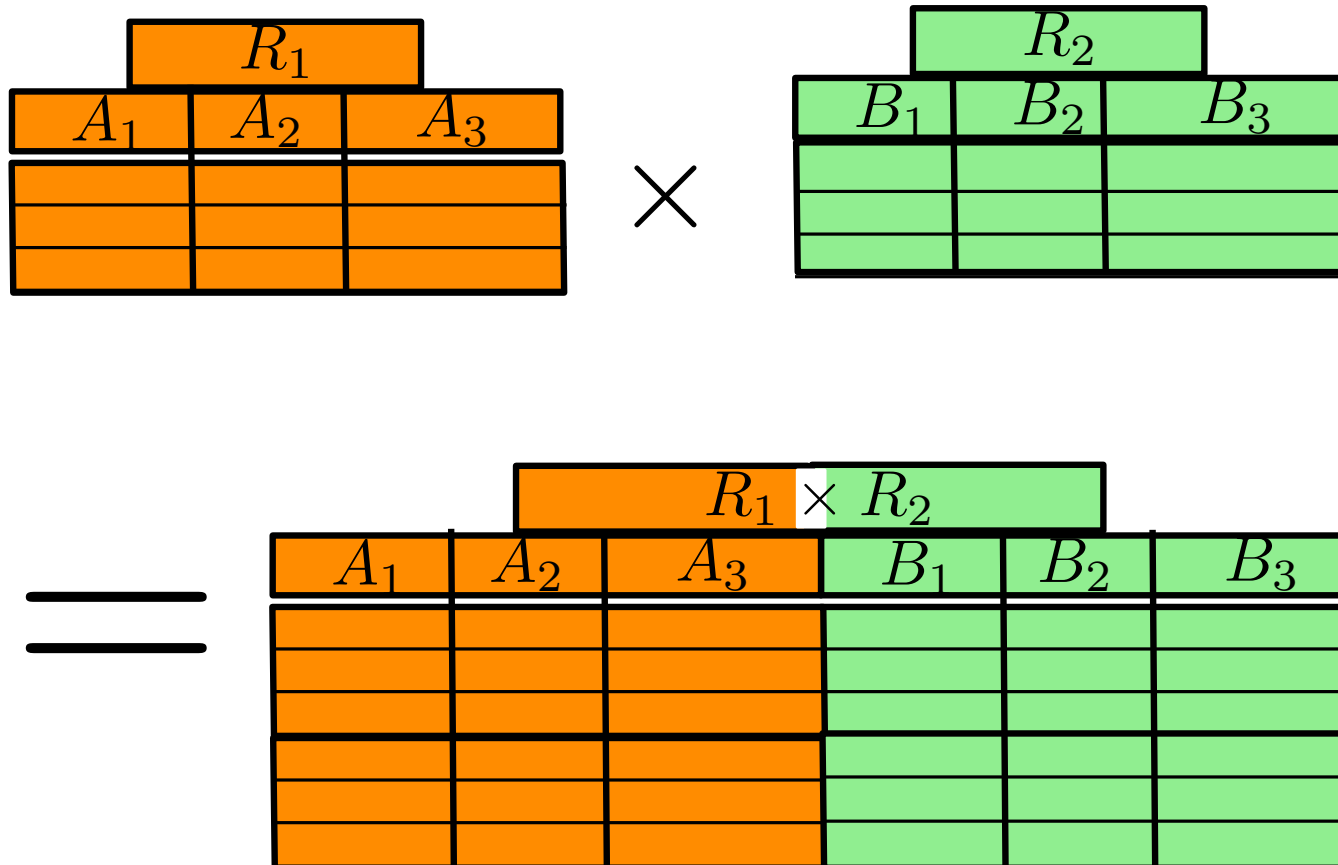 R₁ R₂
A₁ A₂ A₃ B₁ B₂ B₃
×
R₁ × R₂
=
A₁ A₂ A₃ B₁ B₂ B₃